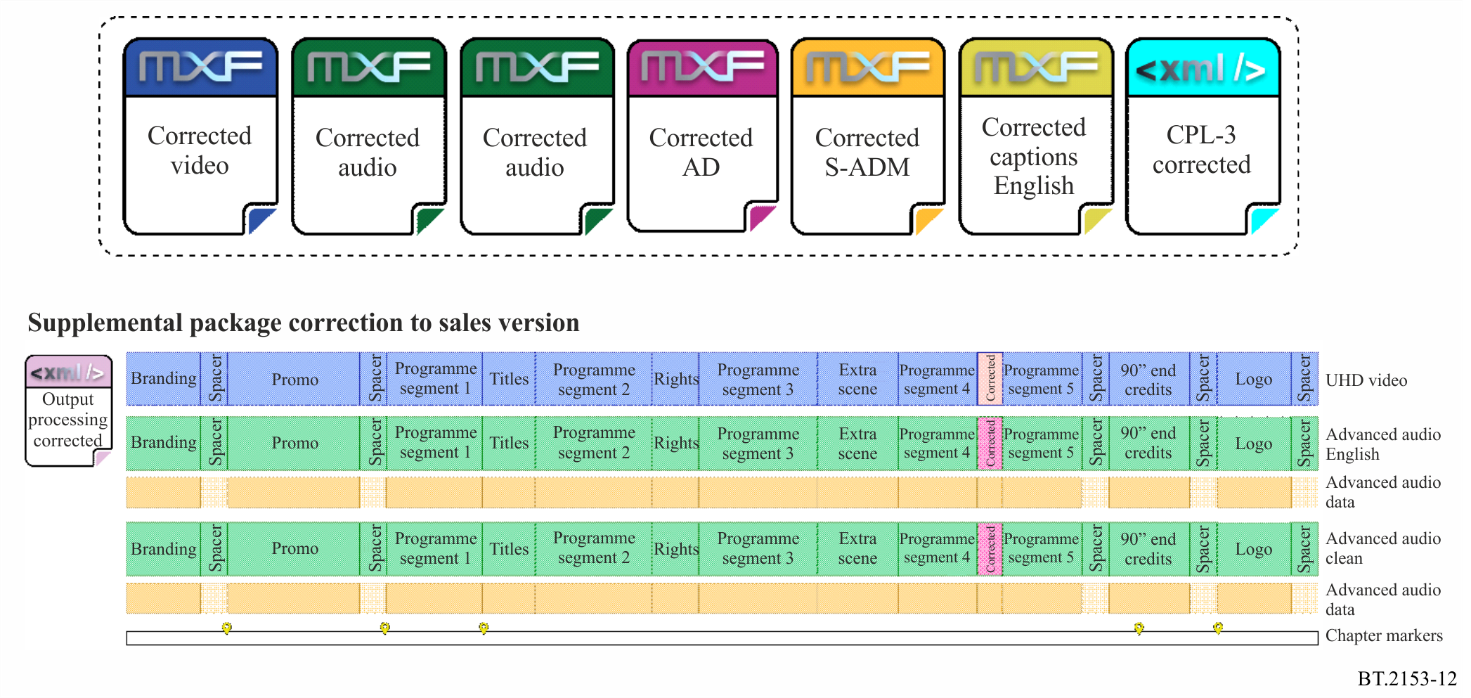 mxF mxF mxF mxF mxF mxF <xml />
Corrected
video
Corrected
audio
Corrected
audio
Corrected
AD
Corrected
S-ADM
Corrected
captions
English
CPL-3
corrected
Supplemental package correction to sales version
<xml />
Output
processing
corrected
Branding Spacer Promo Spacer Programme segment 1 Titles Programme segment 2 Rights Programme segment 3 Extra scene Programme segment 4 Corrected Programme segment 5 Spacer 90” end credits Spacer Logo Spacer
UHD video
Branding Spacer Promo Spacer Programme segment 1 Titles Programme segment 2 Rights Programme segment 3 Extra scene Programme segment 4 Corrected Programme segment 5 Spacer 90” end credits Spacer Logo Spacer
Advanced audio
English
Advanced audio
data
Branding Spacer Promo Spacer Programme segment 1 Titles Programme segment 2 Rights Programme segment 3 Extra scene Programme segment 4 Corrected Programme segment 5 Spacer 90” end credits Spacer Logo Spacer
Advanced audio
clean
Advanced audio
data
Chapter markers
BT.2153-12